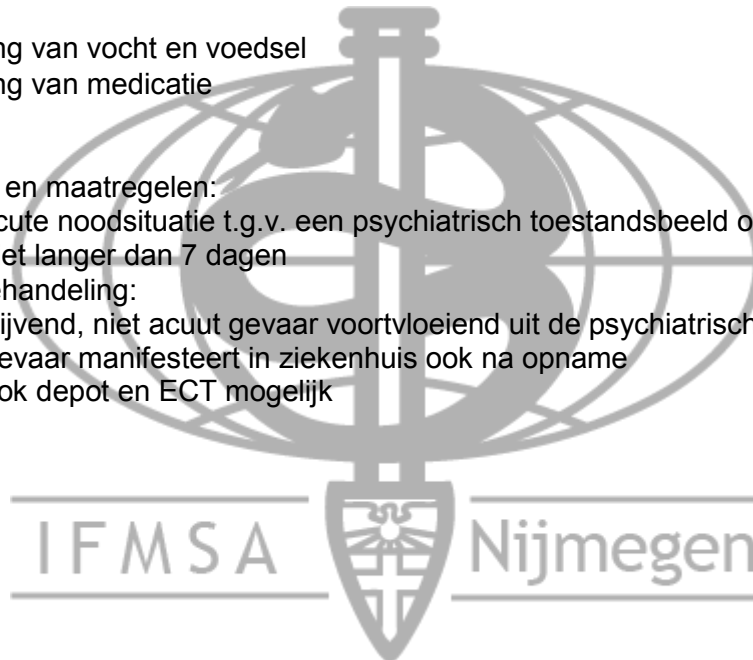 ng van vocht en voedsel
ng van medicatie
en maatregelen:
cute noodsituatie t.g.v. een psychiatrisch toestandsbeeld o
et langer dan 7 dagen
ehandeling:
ijvend, niet acuut gevaar voortvloeiend uit de psychiatrisch
evaar manifesteert in ziekenhuis ook na opname
ok depot en ECT mogelijk
IFMSA Nijmegen